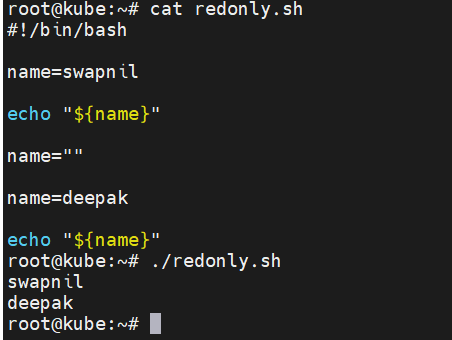 root@kube:~# cat redonly.sh
#!/bin/bash
name=swapnil
echo "${name}"
name=""
name=deepak
echo "${name}"
root@kube:~# ./redonly.sh
swapnil
deepak
root@kube:~#